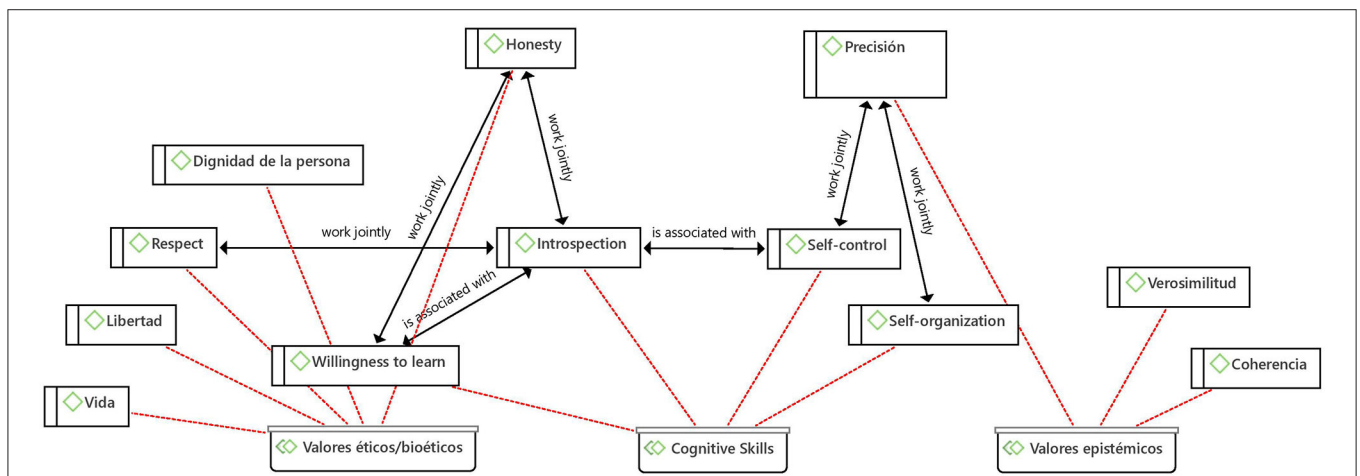 Honesty
Precisión
work jointly
work jointly
work jointly
work jointly
Dignidad de la persona
Respect
work jointly
Introspection
is associated with
Self-control
is associated with
Verosimilitud
Libertad
Self-organization
Willingness to learn
Coherencia
Vida
Valores éticos/bioéticos
Cognitive Skills
Valores epistémicos